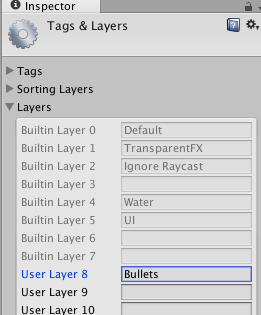 Inspector
Tags & Layers
Tags
Sorting Layers
Layers
Builtin Layer 0 Default
Builtin Layer 1 TransparentFX
Builtin Layer 2 Ignore Raycast
Builtin Layer 3
Builtin Layer 4 Water
Builtin Layer 5 UI
Builtin Layer 6
Builtin Layer 7
User Layer 8 Bullets
User Layer 9
User Layer 10